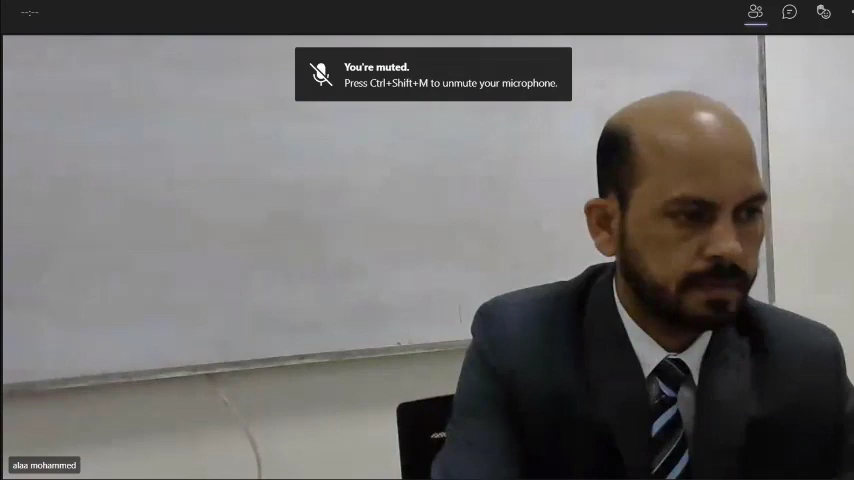 --:--
You're muted.
Press Ctrl+Shift+M to unmute your microphone.
alaa mohammed